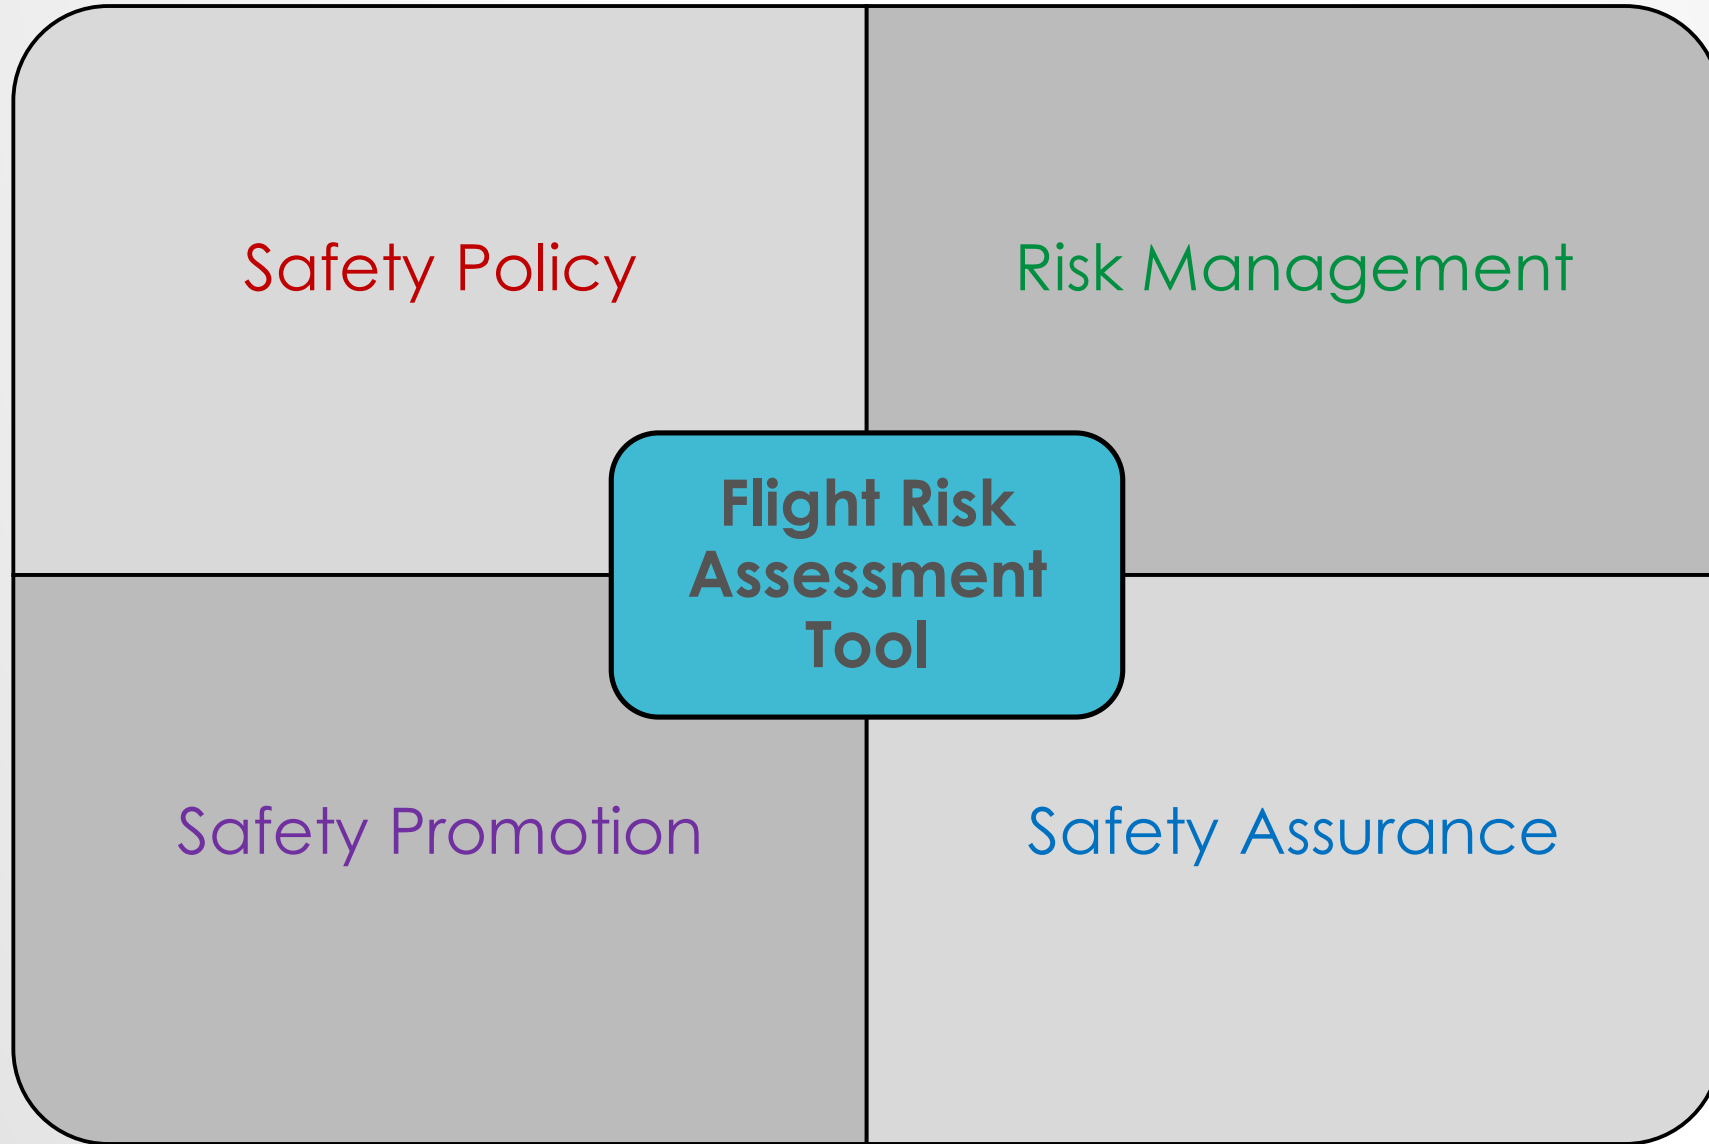 Safety Policy
Risk Management
Flight Risk
Assessment
Tool
Safety Promotion
Safety Assurance